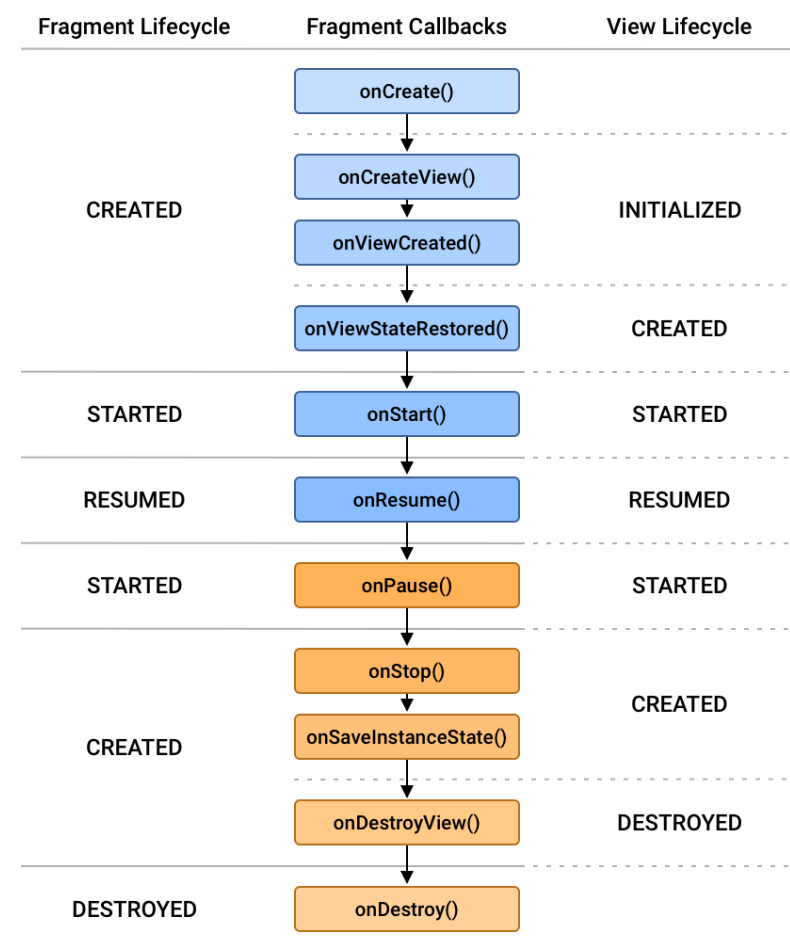 Fragment Lifecycle
Fragment Callbacks
View Lifecycle
onCreate()
onCreateView()
CREATED
INITIALIZED
onViewCreated()
onViewStateRestored()
CREATED
STARTED
onStart()
STARTED
RESUMED
onResume()
RESUMED
STARTED
onPause()
STARTED
onStop()
CREATED
onSaveInstanceState()
CREATED
onDestroyView()
DESTROYED
DESTROYED
onDestroy()